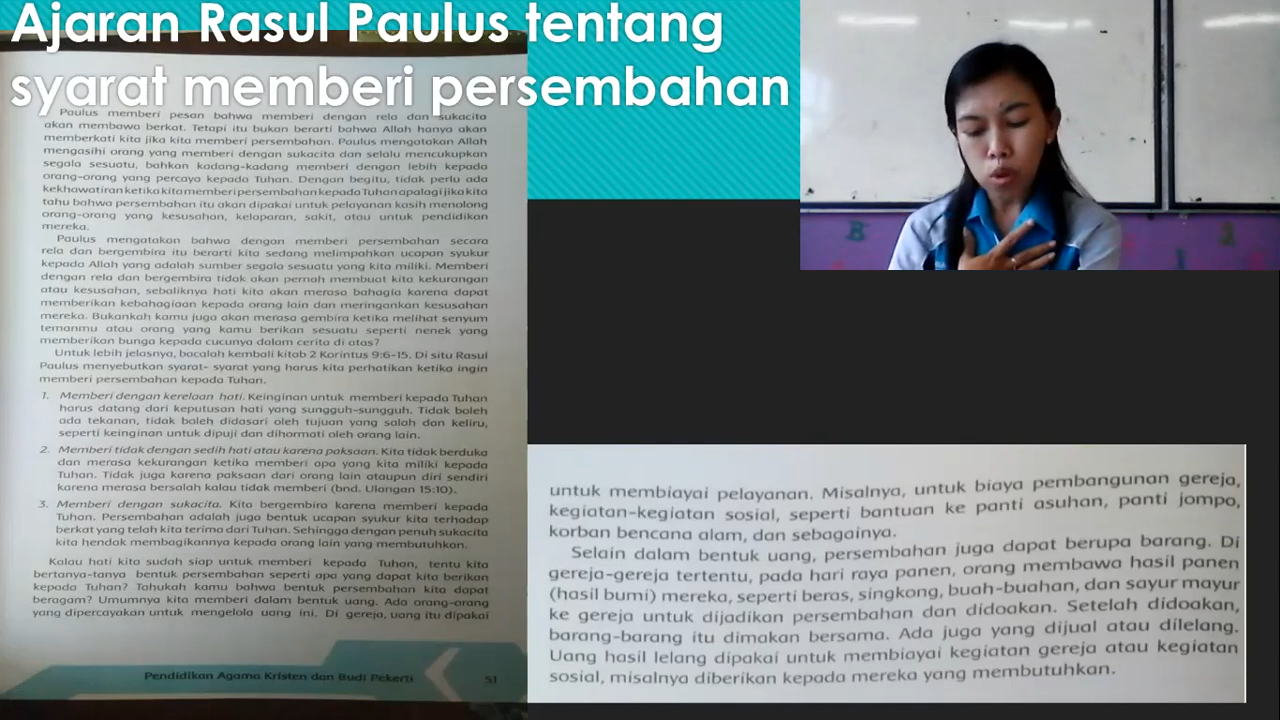 Ajaran Rasul Paulus tentang
syarat memberi persembahan
Paulus memberi pesan bahwa memberi dengan rela dan sukacita
akan membawa berkat. Tetapi itu bukan berarti bahwa Allah hanya akan
memberkati kita jika kita memberi persembahan. Paulus mengatakan Allah
mengasihi orang yang memberi dengan sukacita dan selalu mencukupkan
segala sesuatu, bahkan kadang-kadang memberi dengan lebih kepada
orang-orang yang percaya kepada Tuhan. Dengan begitu, tidak perlu ada
kekhawatiran ketika kita memberi persembahan kepada Tuhan apalagi jika kita
tahu bahwa persembahan itu akan dipakai untuk pelayanan kasih menolong
orang-orang yang kesusahan, kelaparan, sakit, atau untuk pendidikan
mereka.
Paulus mengatakan bahwa dengan memberi persembahan secara
rela dan bergembira itu berarti kita sedang melimpahkan ucapan syukur
kepada Allah yang adalah sumber segala sesuatu yang kita miliki. Memberi
dengan rela dan bergembira tidak akan pernah membuat kita kekurangan
atau kesusahan, sebaliknya hati kita akan merasa bahagia karena dapat
memberikan kebahagiaan kepada orang lain dan meringankan kesusahan
mereka. Bukankah kamu juga akan merasa gembira ketika melihat senyum
temanmu atau orang yang kamu berikan sesuatu seperti nenek yang
memberikan bunga kepada cucunya dalam cerita di atas?
Untuk lebih jelasnya, bacalah kembali kitab 2 Korintus 9:6-15. Di situ Rasul
Paulus menyebutkan syarat- syarat yang harus kita perhatikan ketika ingin
memberi persembahan kepada Tuhan.
1. Memberi dengan kerelaan hati. Keinginan untuk memberi kepada Tuhan
harus datang dari keputusan hati yang sungguh-sungguh. Tidak boleh
ada tekanan, tidak boleh didasari oleh tujuan yang salah dan keliru,
seperti keinginan untuk dipuji dan dihormati oleh orang lain.
2. Memberi tidak dengan sedih hati atau karena paksaan. Kita tidak berduka
dan merasa kekurangan ketika memberi apa yang kita miliki kepada
Tuhan. Tidak juga karena paksaan dari orang lain ataupun diri sendiri
karena merasa bersalah kalau tidak memberi (bnd. Ulangan 15:10).
3. Memberi dengan sukacita. Kita bergembira karena memberi kepada
Tuhan. Persembahan adalah juga bentuk ucapan syukur kita terhadap
berkat yang telah kita terima dari Tuhan. Sehingga dengan penuh sukacita
kita hendak membagikannya kepada orang lain yang membutuhkan.
Kalau hati kita sudah siap untuk memberi kepada Tuhan, tentu kita
bertanya-tanya bentuk persembahan seperti apa yang dapat kita berikan
kepada Tuhan? Tahukah kamu bahwa bentuk persembahan kita dapat
beragam? Umumnya kita memberi dalam bentuk uang. Ada orang-orang
yang dipercayakan untuk mengelola uang ini. Di gereja, uang itu dipakai
Pendidikan Agama Kristen dan Budi Pekerti 51
untuk membiayai pelayanan. Misalnya, untuk biaya pembangunan gereja,
kegiatan-kegiatan sosial, seperti bantuan ke panti asuhan, panti jompo,
korban bencana alam, dan sebagainya.
Selain dalam bentuk uang, persembahan juga dapat berupa barang. Di
gereja-gereja tertentu, pada hari raya panen, orang membawa hasil panen
(hasil bumi) mereka, seperti beras, singkong, buah-buahan, dan sayur mayur
ke gereja untuk dijadikan persembahan dan didoakan. Setelah didoakan,
barang-barang itu dimakan bersama. Ada juga yang dijual atau dilelang.
Uang hasil lelang dipakai untuk membiayai kegiatan gereja atau kegiatan
sosial, misalnya diberikan kepada mereka yang membutuhkan.